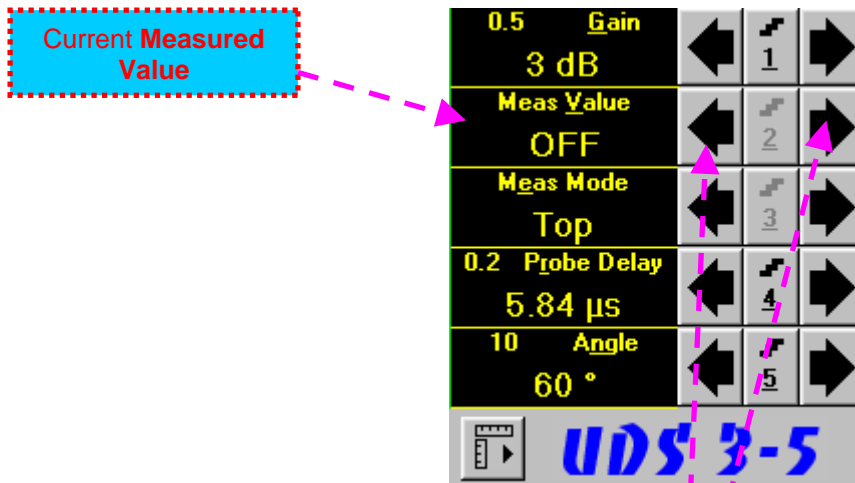 Current Measured
Value
0.5 Gain
3 dB
1
Meas Value
OFF
2
Meas Mode
Top
3
0.2 Probe Delay
5.84 µs
4
10 Angle
60 °
5
UDS 3-5